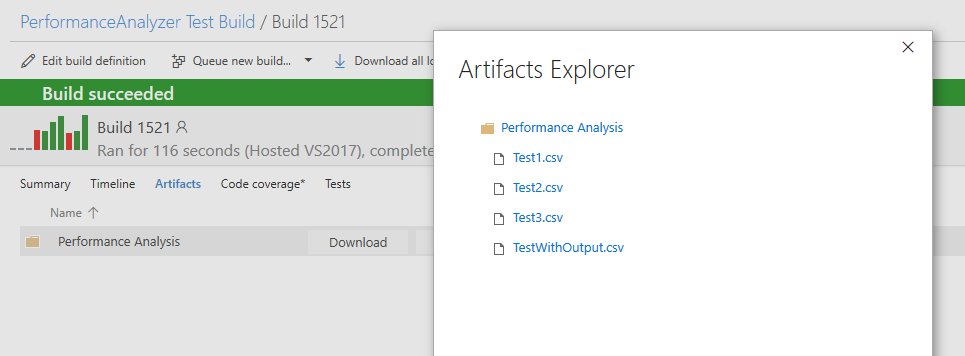 PerformanceAnalyzer Test Build / Build 1521
Edit build definition Queue new build... Download all lo
Build succeeded
Build 1521
Ran for 116 seconds (Hosted VS2017), complete
Summary Timeline Artifacts Code coverage* Tests
Name
Performance Analysis Download
Artifacts Explorer
Performance Analysis
Test1.csv
Test2.csv
Test3.csv
TestWithOutput.csv